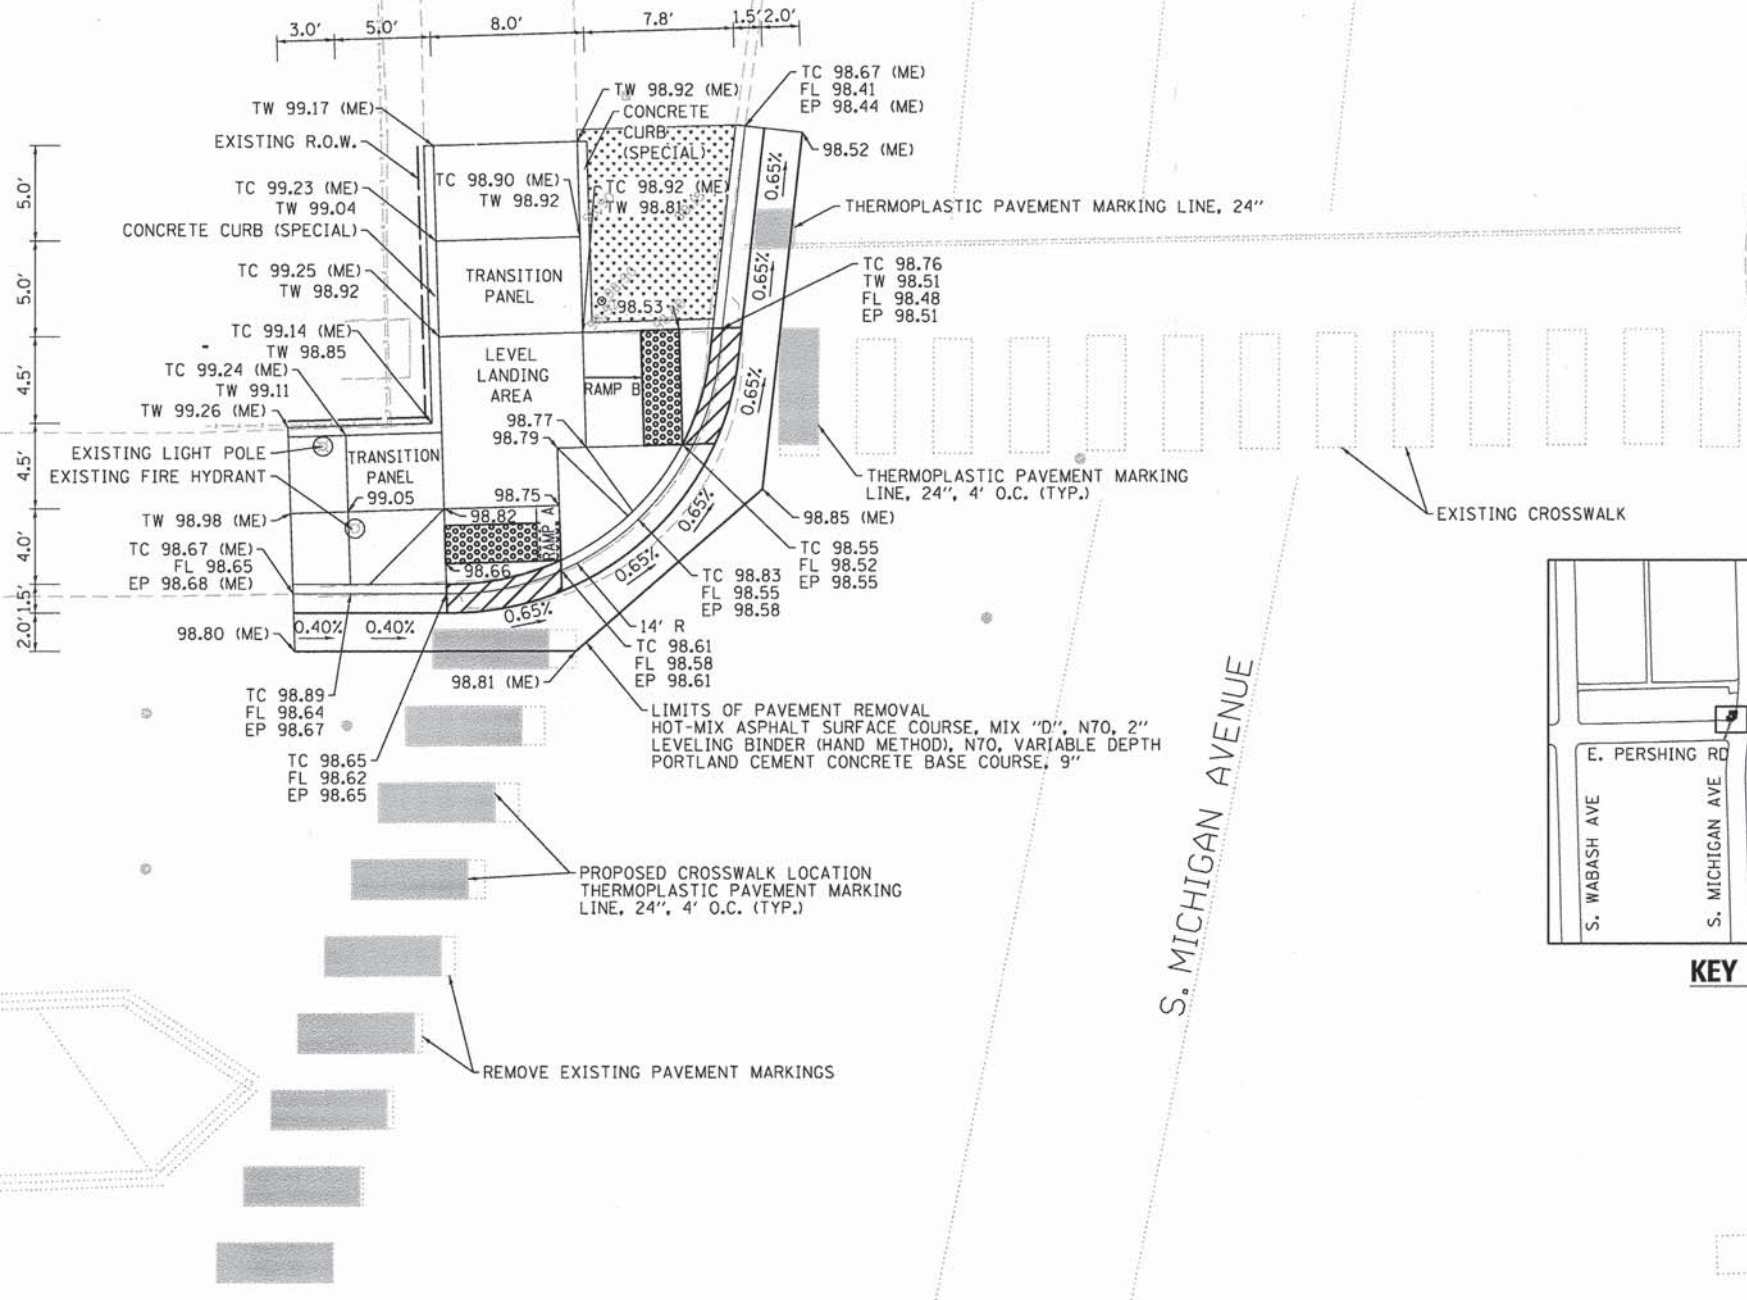 3.0'
5.0'
8.0'
7.8'
1.5'
2.0'
TC 98.67 (ME)
FL 98.41
EP 98.44 (ME)
TW 98.92 (ME)
CONCRETE
CURB
(SPECIAL)
TW 99.17 (ME)
EXISTING R.O.W.
98.52 (ME)
TC 99.23 (ME)
TW 99.04
TC 98.90 (ME)
TW 98.92
TC 98.92 (ME)
TW 98.81
0.65%
THERMOPLASTIC PAVEMENT MARKING LINE, 24"
CONCRETE CURB (SPECIAL)
5.0'
5.0'
4.5'
4.5'
4.0'
1.5'
2.0'
TC 99.25 (ME)
TW 98.92
TRANSITION
PANEL
0.65%
98.53
TC 98.76
TW 98.51
FL 98.48
EP 98.51
TC 99.14 (ME)
TW 98.85
TC 99.24 (ME)
TW 99.11
TW 99.26 (ME)
LEVEL
LANDING
AREA
RAMP B
0.65%
98.77
98.79
EXISTING LIGHT POLE
EXISTING FIRE HYDRANT
TRANSITION
PANEL
99.05
98.75
THERMOPLASTIC PAVEMENT MARKING
LINE, 24", 4' O.C. (TYP.)
EXISTING CROSSWALK
TW 98.98 (ME)
98.82
RAMP A
0.65%
98.85 (ME)
TC 98.67 (ME)
FL 98.65
EP 98.68 (ME)
98.66
0.65%
TC 98.55
FL 98.52
EP 98.55
TC 98.83
FL 98.55
EP 98.58
98.80 (ME)
0.40%
0.40%
0.65%
14' R
TC 98.61
FL 98.58
EP 98.61
98.81 (ME)
TC 98.89
FL 98.64
EP 98.67
LIMITS OF PAVEMENT REMOVAL
HOT-MIX ASPHALT SURFACE COURSE, MIX "D", N70, 2"
LEVELING BINDER (HAND METHOD), N70, VARIABLE DEPTH
PORTLAND CEMENT CONCRETE BASE COURSE, 9"
TC 98.65
FL 98.62
EP 98.65
PROPOSED CROSSWALK LOCATION
THERMOPLASTIC PAVEMENT MARKING
LINE, 24", 4' O.C. (TYP.)
REMOVE EXISTING PAVEMENT MARKINGS
S. MICHIGAN AVENUE
E. PERSHING RD
S. WABASH AVE
S. MICHIGAN AVE
KEY